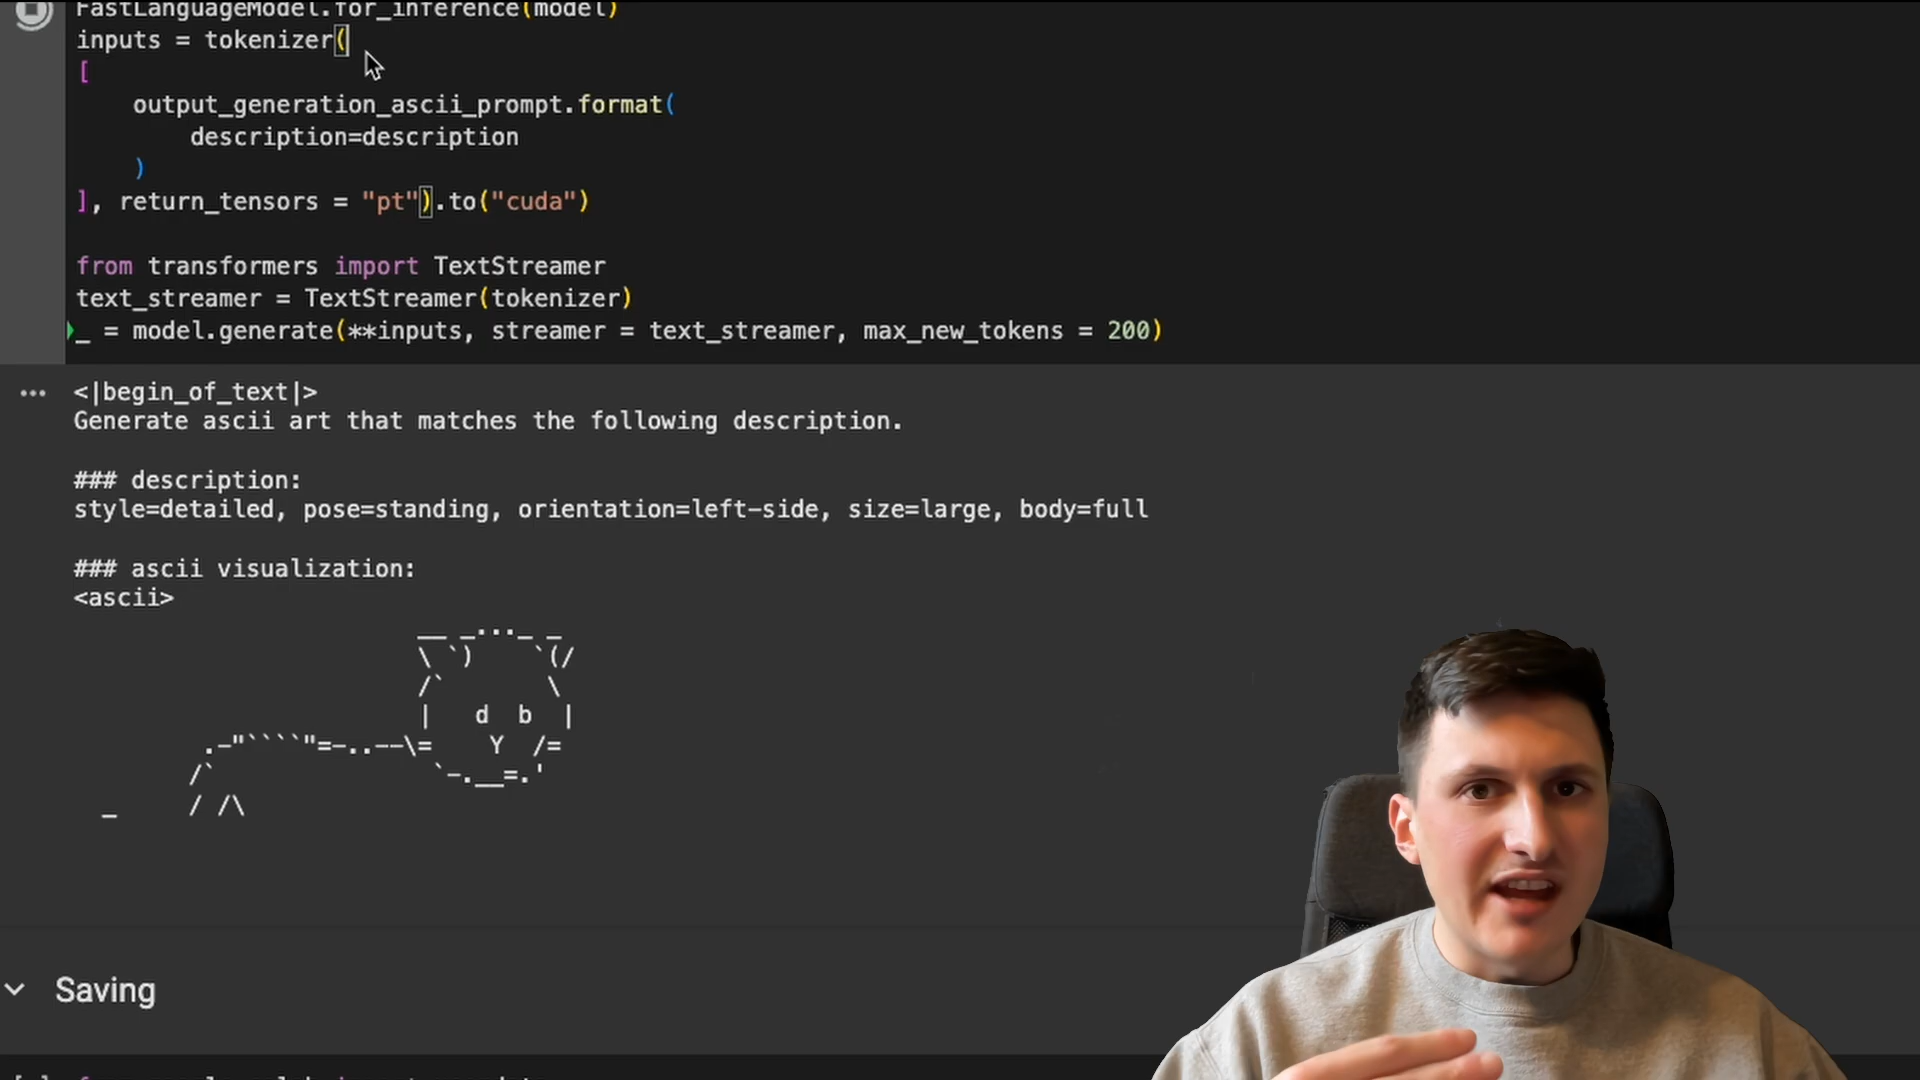 FastLanguageModel.for_inference(model)
inputs = tokenizer(
[
    output_generation_ascii_prompt.format(
        description=description
    )
], return_tensors = "pt").to("cuda")
from transformers import TextStreamer
text_streamer = TextStreamer(tokenizer)
_ = model.generate(**inputs, streamer = text_streamer, max_new_tokens = 200)
<|begin_of_text|>
Generate ascii art that matches the following description.
### description:
style=detailed, pose=standing, orientation=left-side, size=large, body=full
### ascii visualization:
<ascii>
                        __ _..._ _
                        \ `)    `(/
                        /`       \
                        |   d  b  |
         .-"````"=-..--\=    Y  /=
        /`               `-.__=.'
  _     / /\
Saving